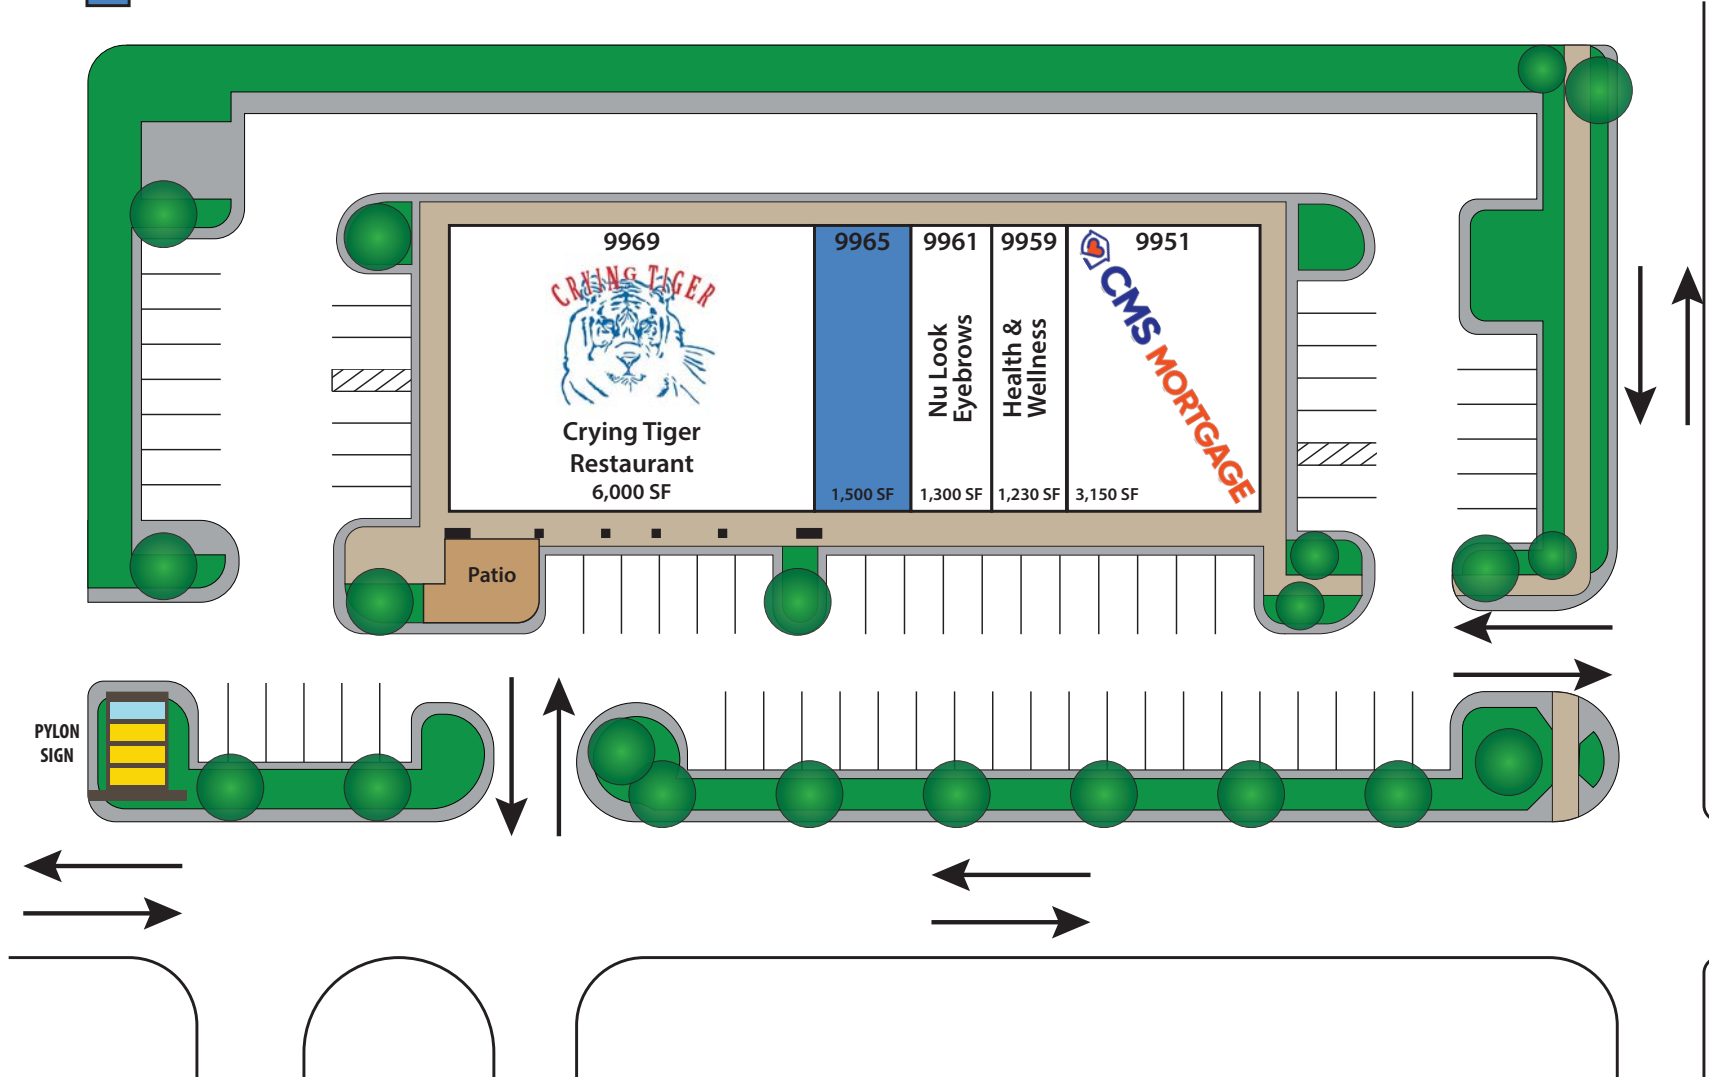 9969
CRYING TIGER
Crying Tiger
Restaurant
6,000 SF
9965
1,500 SF
9961
Nu Look
Eyebrows
1,300 SF
9959
Health &
Wellness
1,230 SF
9951
CMS MORTGAGE
3,150 SF
Patio
PYLON
SIGN